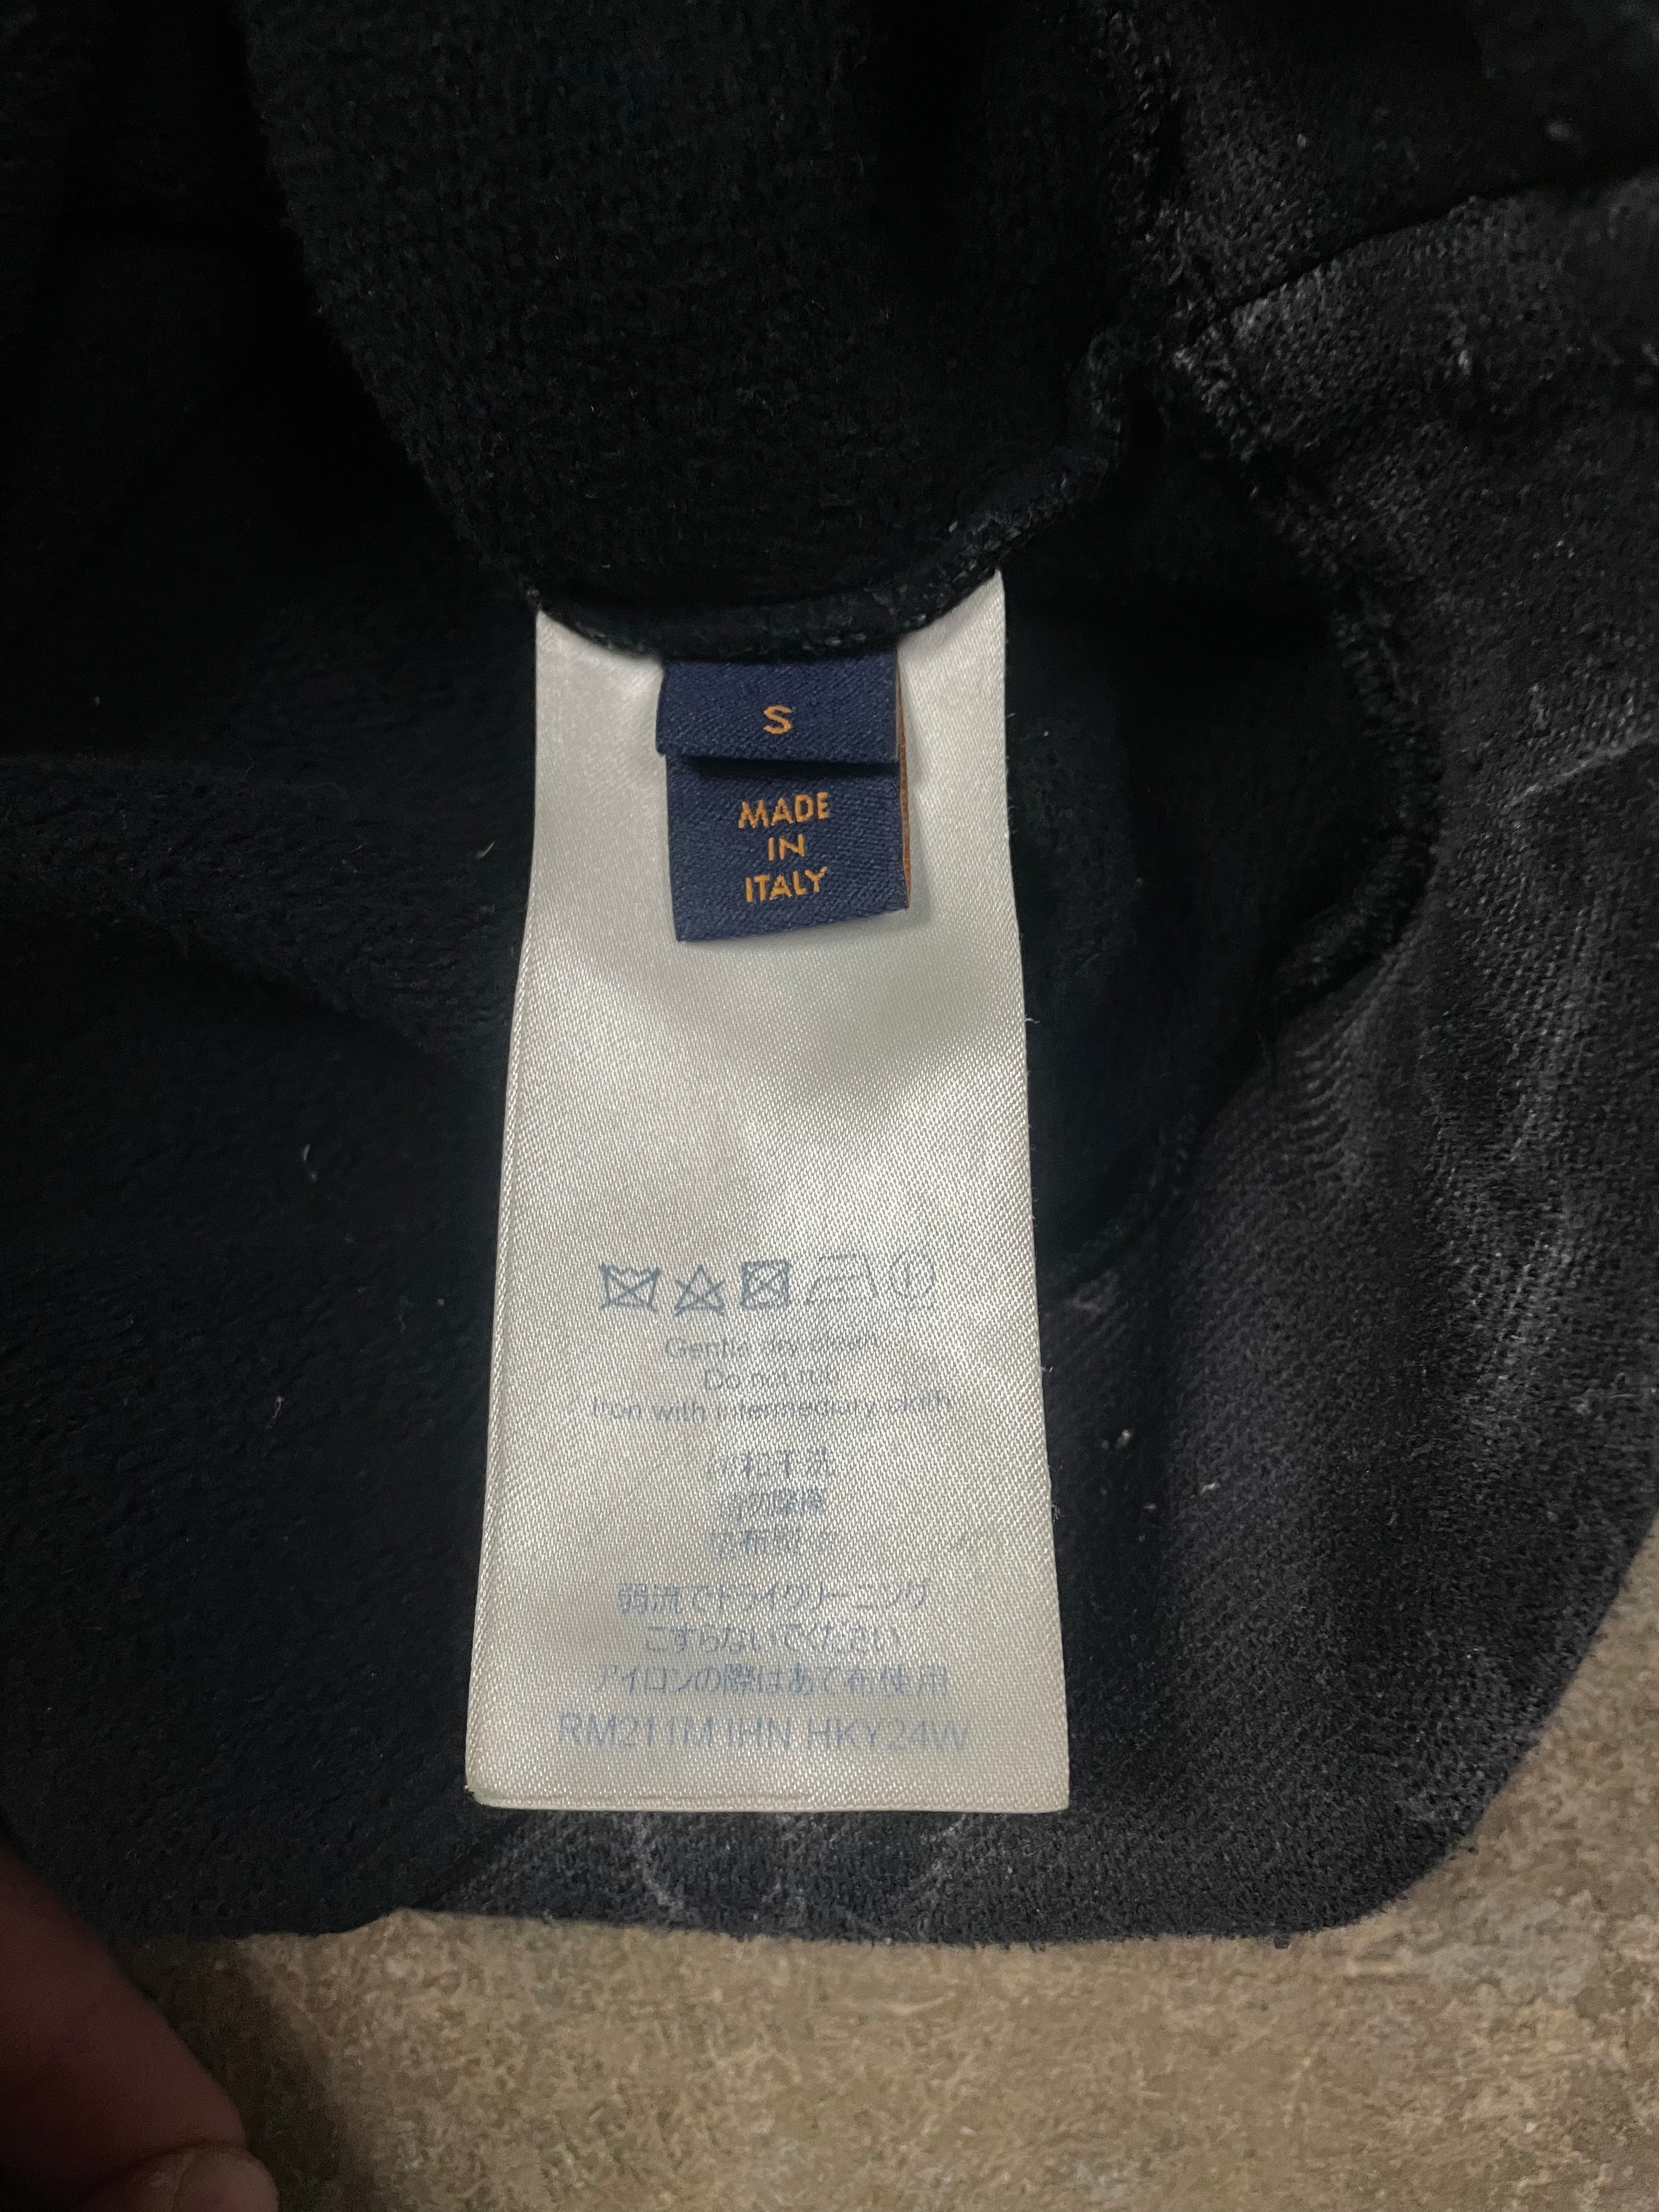 S
MADE
IN
ITALY
Gentle dry clean
Do not rub
Iron with intermediary cloth
弱流でドライクリーニング
こすらないでください
アイロンの際はあて布使用
RM211M IHN HKY24W